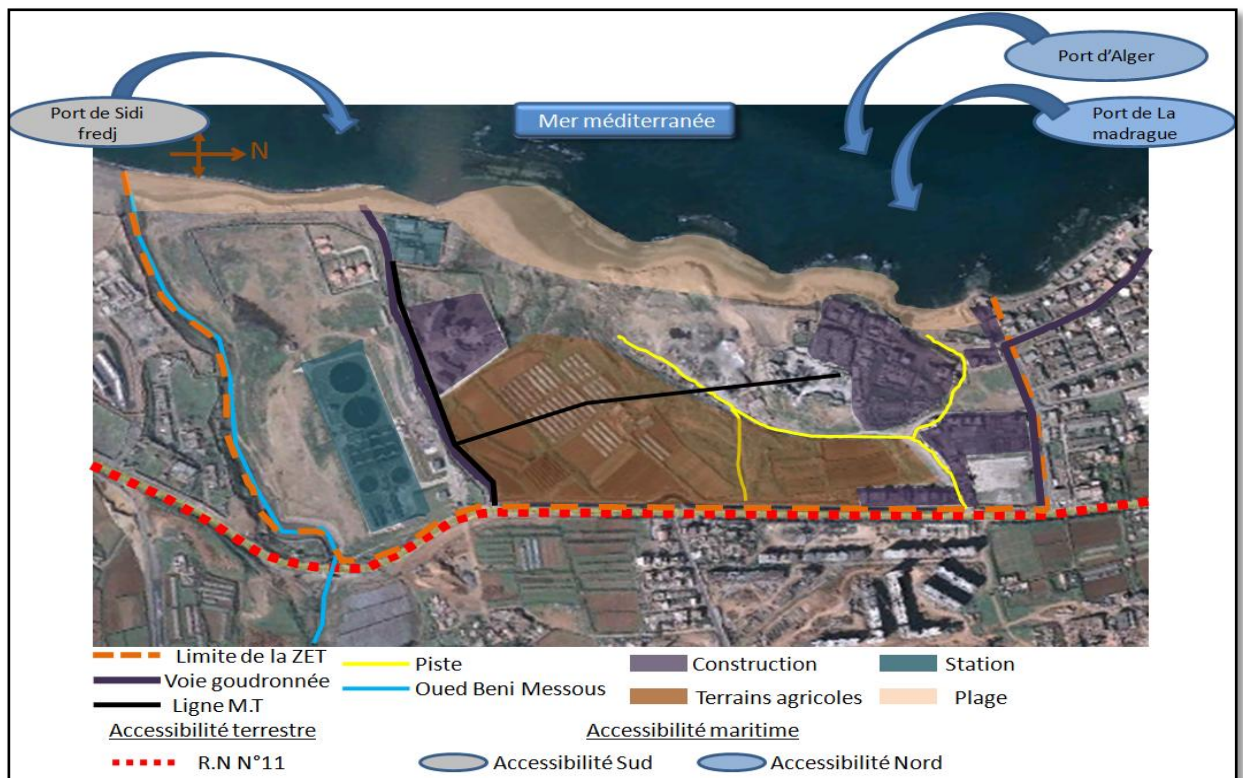 Port d'Alger
Port de Sidi
fredj
Mer méditerranée
Port de La
madrague
N
Limite de la ZET
Piste
Construction
Station
Voie goudronnée
Oued Beni Messous
Terrains agricoles
Plage
Ligne M.T
Accessibilité terrestre
Accessibilité maritime
R.N N°11
Accessibilité Sud
Accessibilité Nord